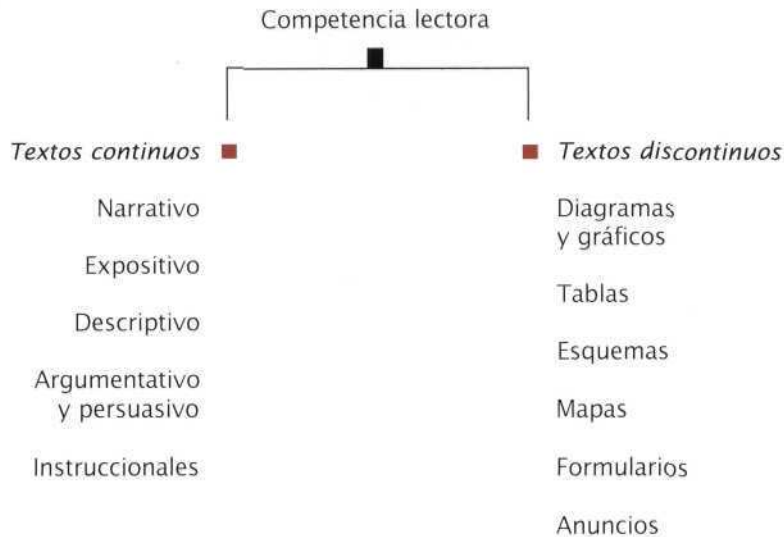 Competencia lectora
Textos continuos
Narrativo
Expositivo
Descriptivo
Argumentativo
y persuasivo
Instruccionales
Textos discontinuos
Diagramas
y gráficos
Tablas
Esquemas
Mapas
Formularios
Anuncios